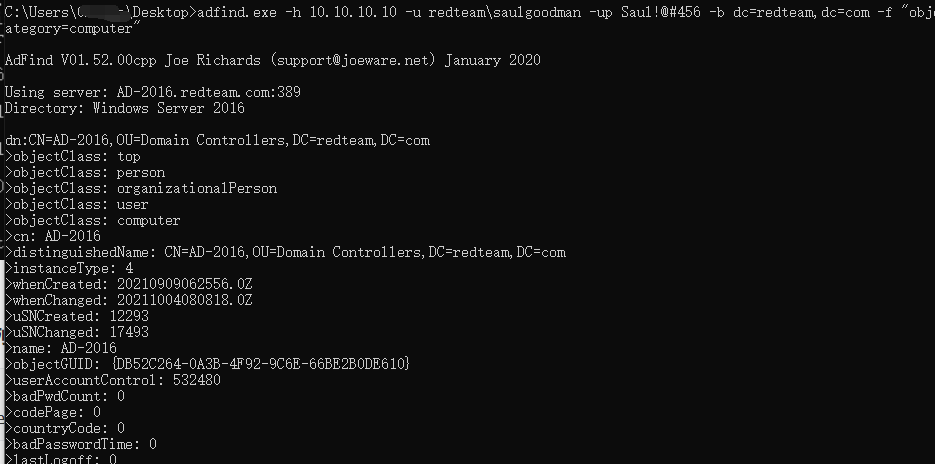 C:\Users\\Desktop>adfind.exe -h 10.10.10.10 -u redteam\saulgoodman -up Saul!@#456 -b dc=redteam,dc=com -f "obje
ategory=computer"
AdFind V01.52.00cpp Joe Richards (support@joeware.net) January 2020
Using server: AD-2016.redteam.com:389
Directory: Windows Server 2016
dn:CN=AD-2016,OU=Domain Controllers,DC=redteam,DC=com
>objectClass: top
>objectClass: person
>objectClass: organizationalPerson
>objectClass: user
>objectClass: computer
>cn: AD-2016
>distinguishedName: CN=AD-2016,OU=Domain Controllers,DC=redteam,DC=com
>instanceType: 4
>whenCreated: 20210909062556.0Z
>whenChanged: 20211004080818.0Z
>uSNCreated: 12293
>uSNChanged: 17493
>name: AD-2016
>objectGUID: {DB52C264-0A3B-4F92-9C6E-66BE2B0DE610}
>userAccountControl: 532480
>badPwdCount: 0
>codePage: 0
>countryCode: 0
>badPasswordTime: 0
>lastLogoff: 0